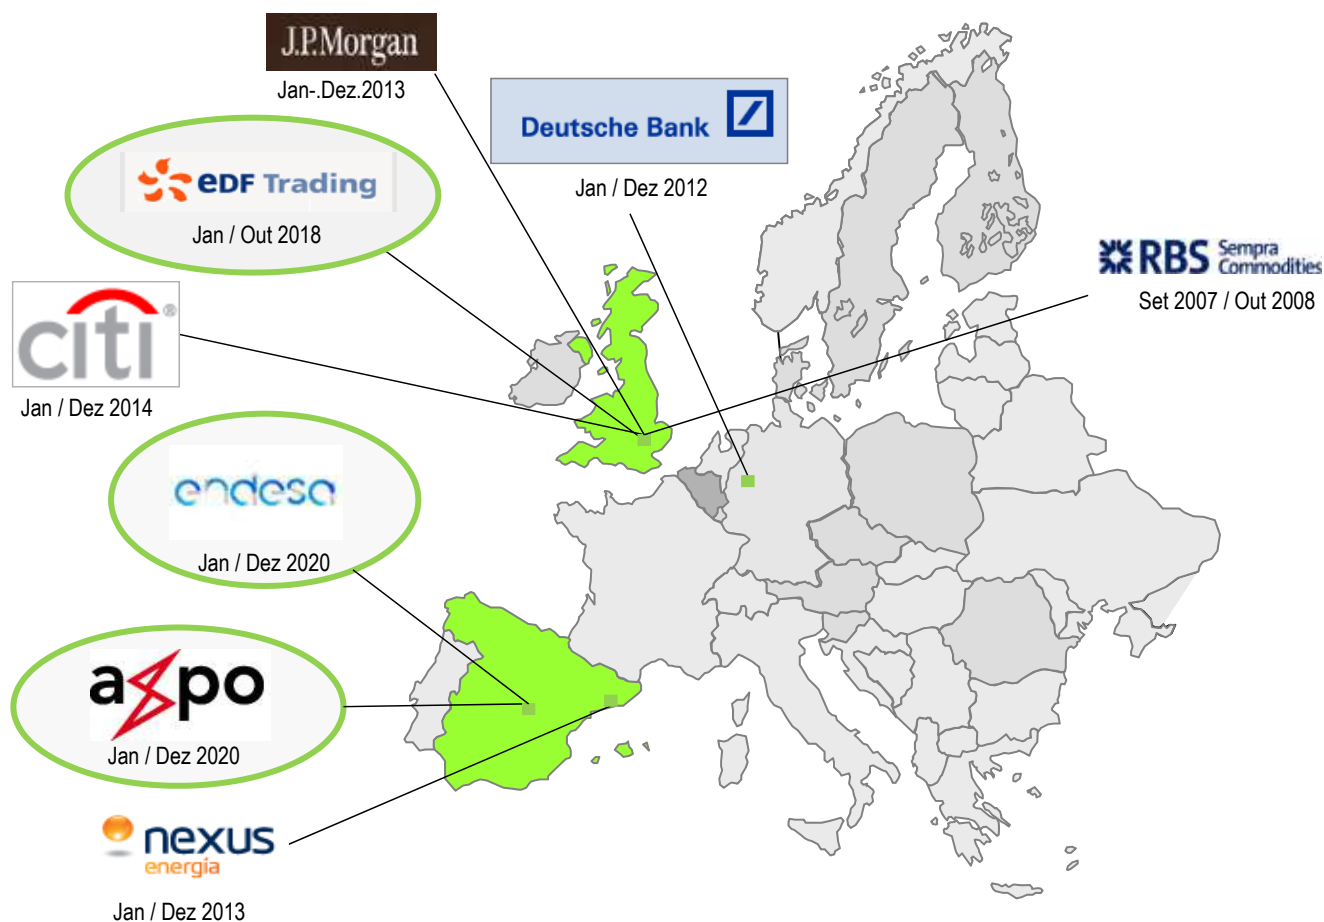 J.P.Morgan
Jan-.Dez.2013
Deutsche Bank
Jan / Dez 2012
eDF Trading
Jan / Out 2018
RBS Sempra Commodities
Set 2007 / Out 2008
citi®
Jan / Dez 2014
endesa
Jan / Dez 2020
axpo
Jan / Dez 2020
nexus
energía
Jan / Dez 2013